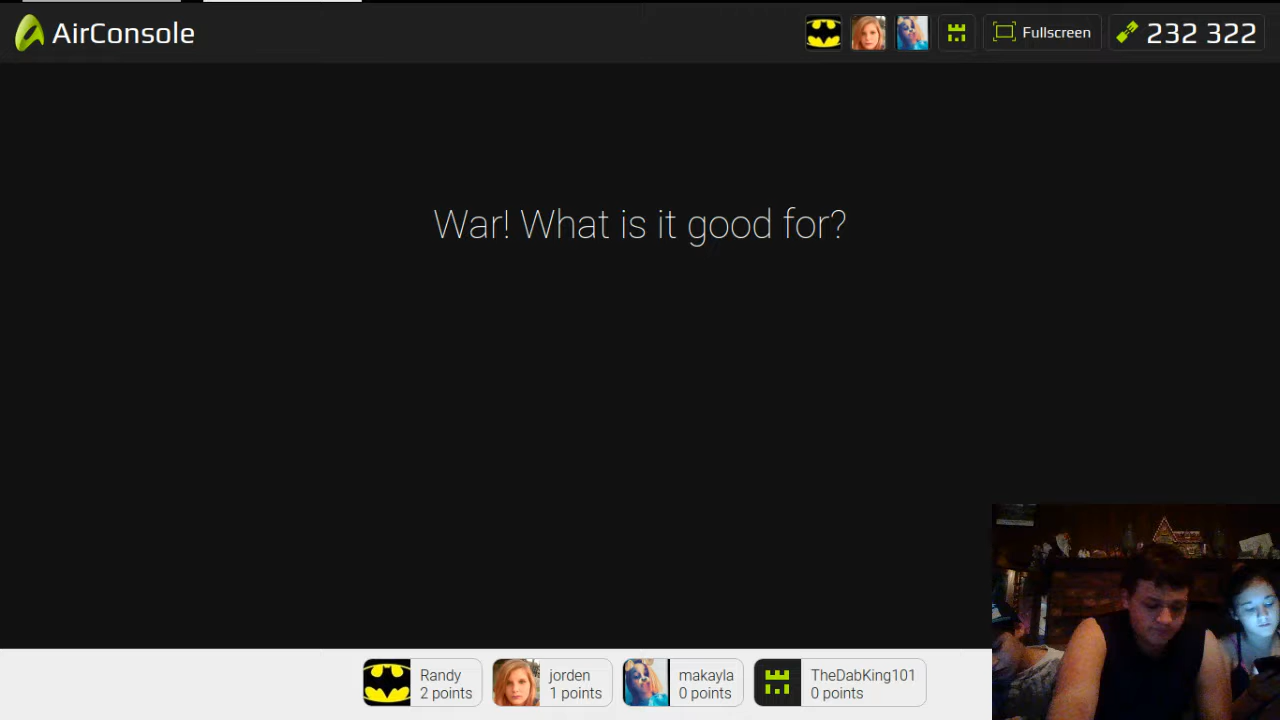 AirConsole
Fullscreen
232 322
War! What is it good for?
Randy
2 points
jorden
1 points
makayla
0 points
TheDabKing101
0 points